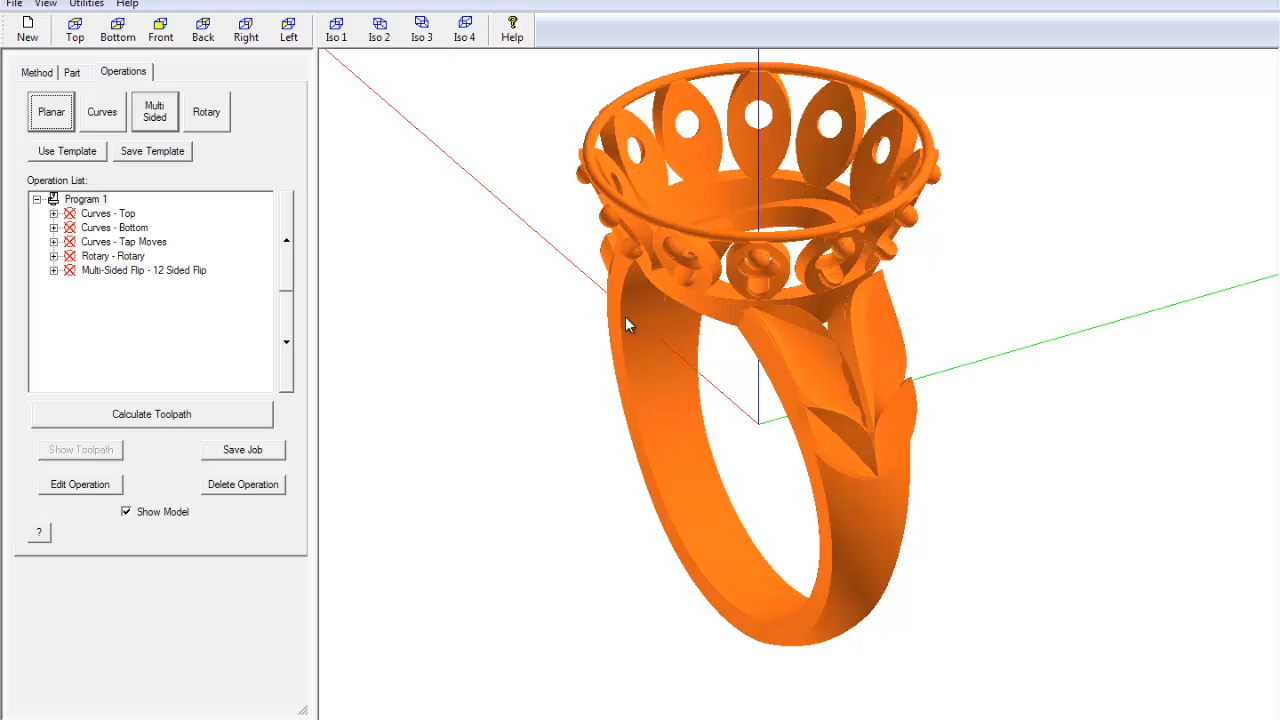 File View Utilities Help
New Top Bottom Front Back Right Left Iso 1 Iso 2 Iso 3 Iso 4 ? Help
Method Part Operations
Planar Curves Multi Sided Rotary
Use Template Save Template
Operation List:
Program 1
Curves - Top
Curves - Bottom
Curves - Tap Moves
Rotary - Rotary
Multi-Sided Flip - 12 Sided Flip
Calculate Toolpath
Show Toolpath Save Job
Edit Operation Delete Operation
Show Model
?